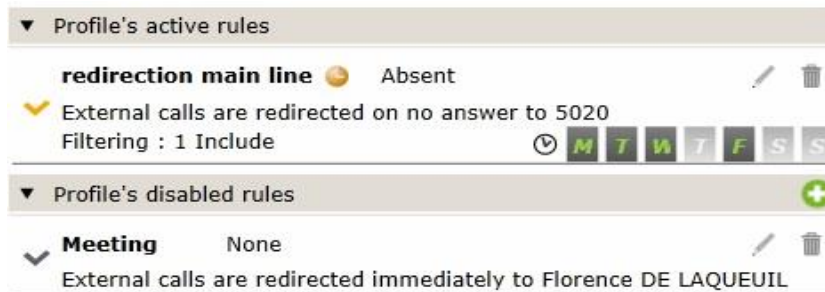 Profile's active rules
redirection main line Absent
External calls are redirected on no answer to 5020
Filtering : 1 Include M T W T F S S
Profile's disabled rules
Meeting None
External calls are redirected immediately to Florence DE LAQUEUIL